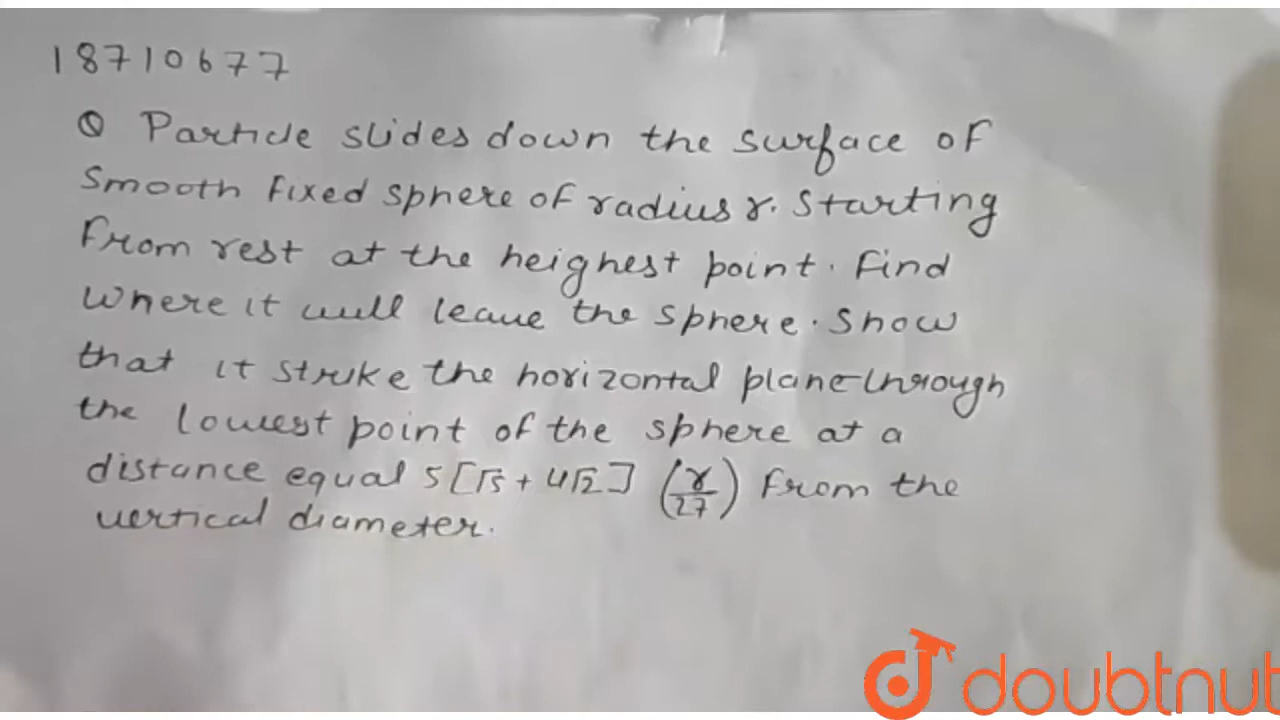 18710677
Q Particle slides down the surface of
smooth fixed sphere of radius r. starting
from rest at the heighest point. Find
where it will leave the sphere. Show
that it strike the horizontal plane through
the lowest point of the sphere at a
distance equal 5[√5 + 4√2] (r/27) from the
vertical diameter.
doubtnut